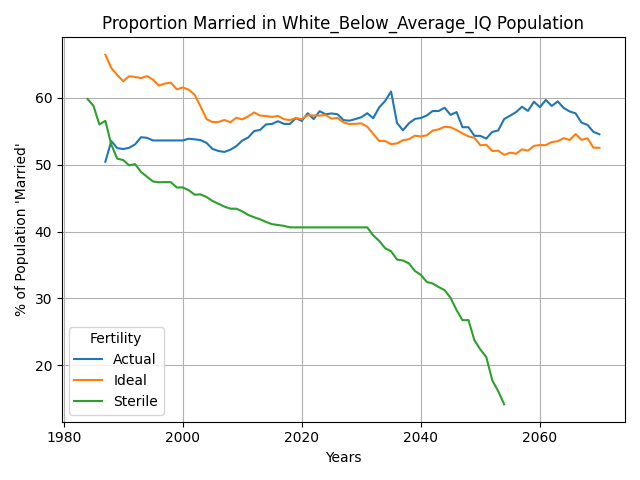 Proportion Married in White_Below_Average_IQ Population
% of Population 'Married'
60
50
40
30
20
Fertility
Actual
Ideal
Sterile
1980
2000
2020
2040
2060
Years